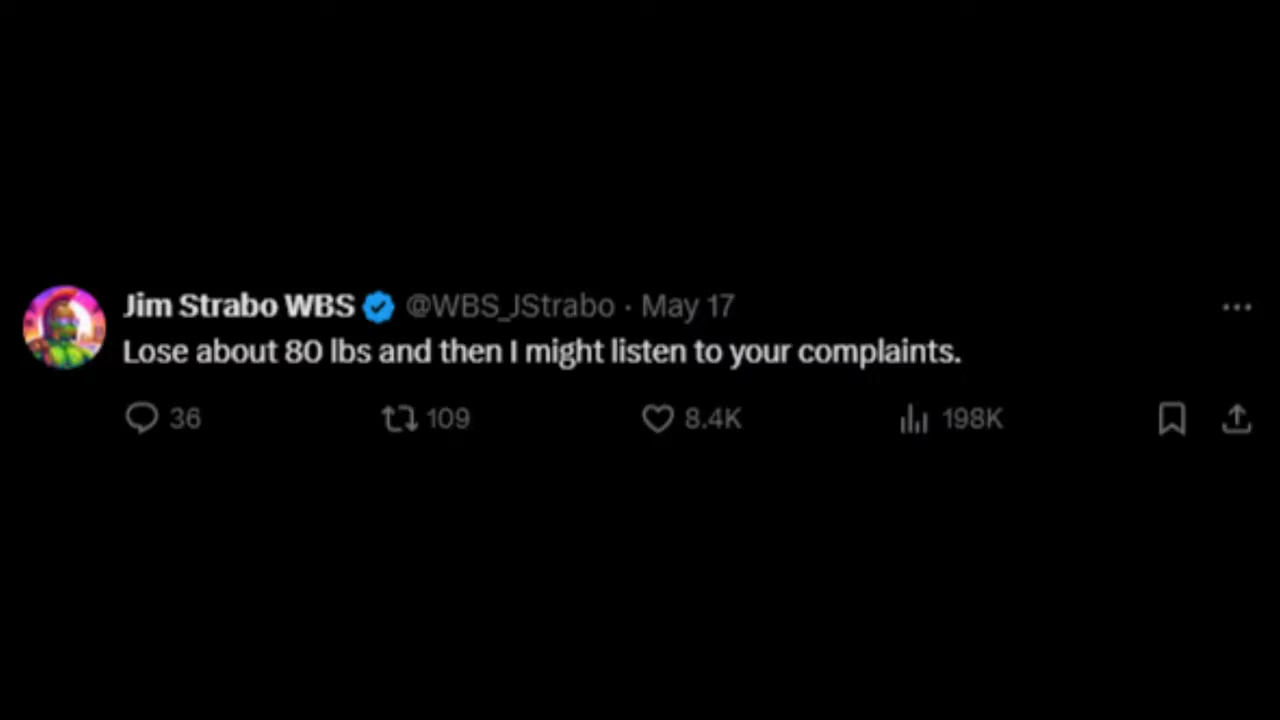 Jim Strabo WBS @WBS_JStrabo · May 17
Lose about 80 lbs and then I might listen to your complaints.
36 109 8.4K 198K